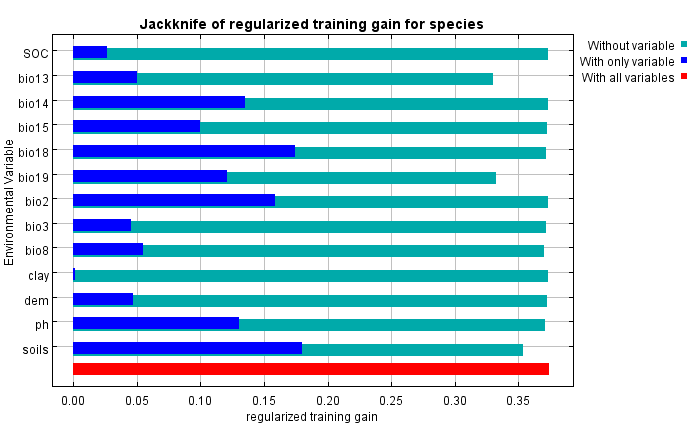 Jackknife of regularized training gain for species
Without variable
With only variable
With all variables
Environmental Variable
SOC
bio13
bio14
bio15
bio18
bio19
bio2
bio3
bio8
clay
dem
ph
soils
0.00 0.05 0.10 0.15 0.20 0.25 0.30 0.35
regularized training gain